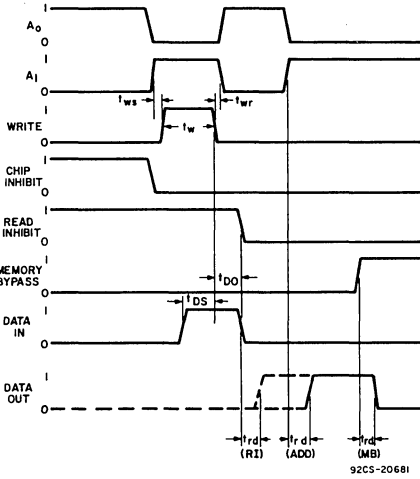 1
A0
0
1
A1
0
tws
twr
1
WRITE
tw
0
1
CHIP
INHIBIT
0
1
READ
INHIBIT
0
1
MEMORY
BYPASS
0
tDO
tDS
1
DATA
IN
0
1
DATA
OUT
0
trd
(RI)
trd
(ADD)
trd
(MB)
92CS-20681